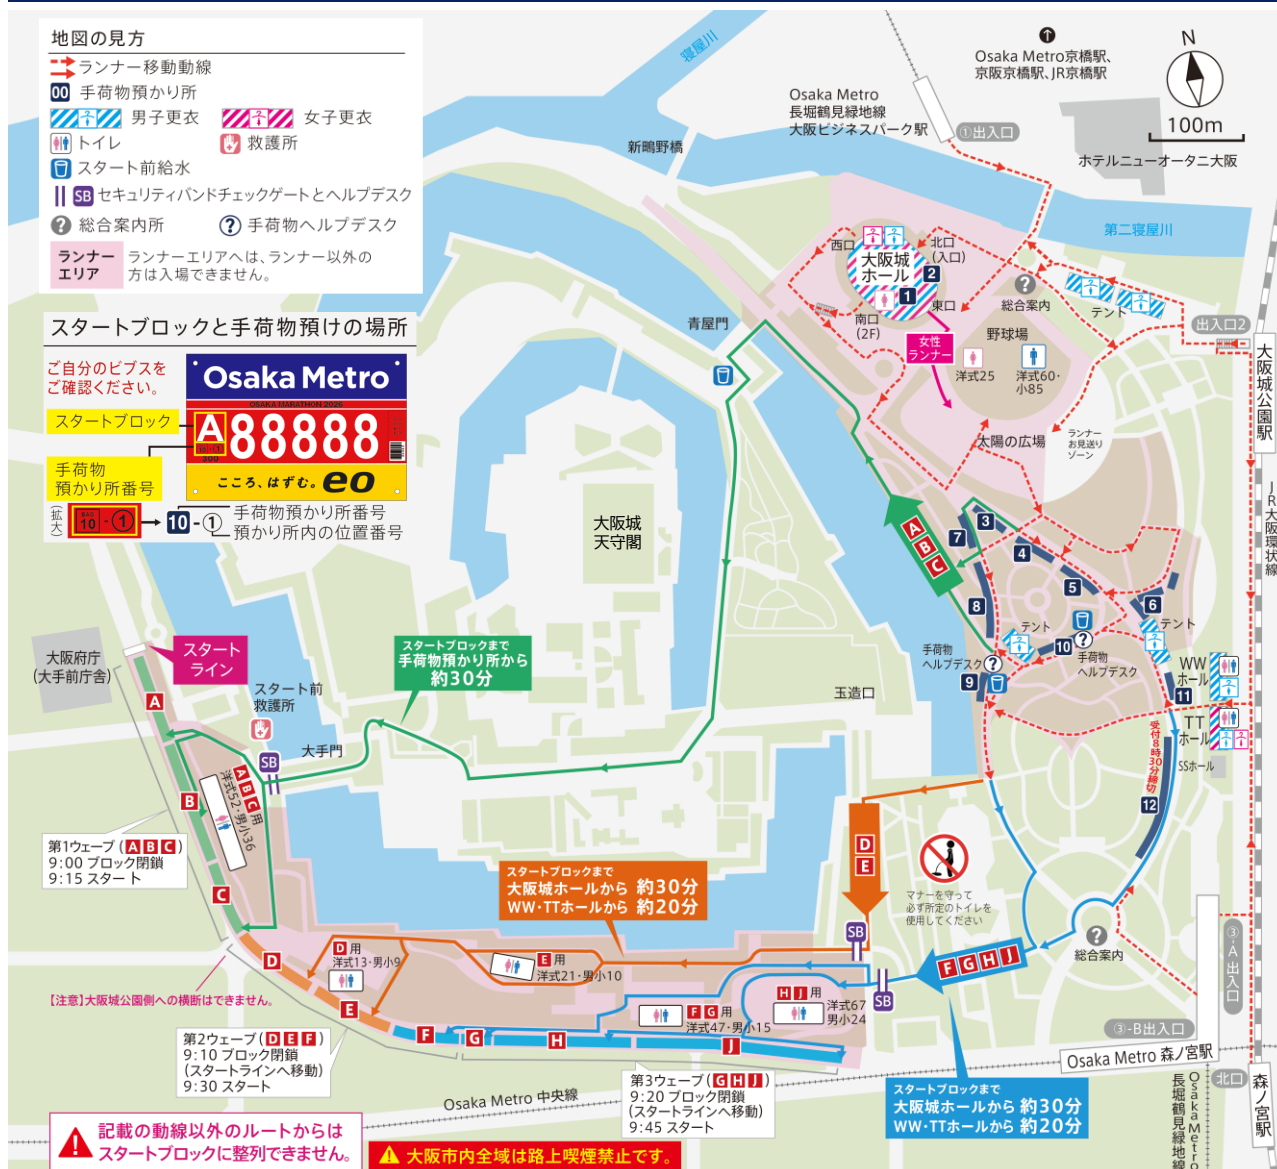 地図の見方
ランナー移動動線
00 手荷物預かり所
男子更衣 女子更衣
トイレ 救護所
スタート前給水
SB セキュリティバンドチェックゲートとヘルプデスク
? 総合案内所 ? 手荷物ヘルプデスク
ランナー
エリア
ランナーエリアへは、ランナー以外の
方は入場できません。
スタートブロックと手荷物預けの場所
ご自分のビブスを
ご確認ください。
スタートブロック
手荷物
預かり所番号
Osaka Metro
OSAKA MARATHON 2026
A 88888
こころ、はずむ。eo
(拡大)
10-①
10-①
手荷物預かり所番号
預かり所内の位置番号
寝屋川
新鴫野橋
Osaka Metro
長堀鶴見緑地線
大阪ビジネスパーク駅
①出入口
Osaka Metro京橋駅、
京阪京橋駅、JR京橋駅
N
100m
ホテルニューオータニ大阪
第二寝屋川
西口
大阪城
ホール
北口
(入口)
2
1
東口
南口
(2F)
女性
ランナー
?
総合案内
テント
出入口2
野球場
洋式25
洋式60・
小85
大阪城公園駅
JR大阪環状線
太陽の広場
ランナー
お見送り
ゾーン
青屋門
大阪城
天守閣
A
B
C
3
7
4
5
8
6
テント
テント
10
手荷物
ヘルプデスク
手荷物
ヘルプデスク
9
WW
ホール
11
TT
ホール
SSホール
受付8時30分締切
12
玉造口
大阪府庁
(大手前庁舎)
スタート
ライン
スタートブロックまで
手荷物預かり所から
約30分
スタート前
救護所
大手門
SB
A
B
C
ABC用
洋式52・男小36
第1ウェーブ(ABC)
9:00 ブロック閉鎖
9:15 スタート
スタートブロックまで
大阪城ホールから 約30分
WW・TTホールから 約20分
D
E
マナーを守って
必ず所定のトイレを
使用してください
SB
SB
F G H J
?
総合案内
③-A出入口
③-B出入口
D用
洋式13・男小9
E用
洋式21・男小10
FG用
洋式47・男小15
HJ用
洋式67
男小24
D
E
F
G
H
J
【注意】大阪城公園側への横断はできません。
第2ウェーブ(DEF)
9:10 ブロック閉鎖
(スタートラインへ移動)
9:30 スタート
第3ウェーブ(GHJ)
9:20 ブロック閉鎖
(スタートラインへ移動)
9:45 スタート
スタートブロックまで
大阪城ホールから 約30分
WW・TTホールから 約20分
Osaka Metro 中央線
Osaka Metro 森ノ宮駅
北口
森ノ宮駅
Osaka Metro
長堀鶴見緑地線
記載の動線以外のルートからは
スタートブロックに整列できません。
大阪市内全域は路上喫煙禁止です。